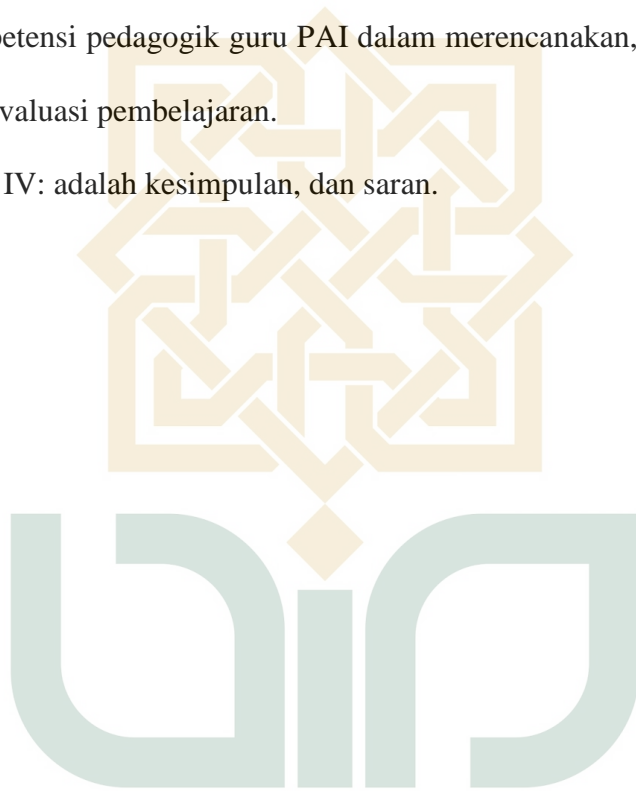 petensi pedagogik guru PAI dalam merencanakan,
valuasi pembelajaran.
IV: adalah kesimpulan, dan saran.